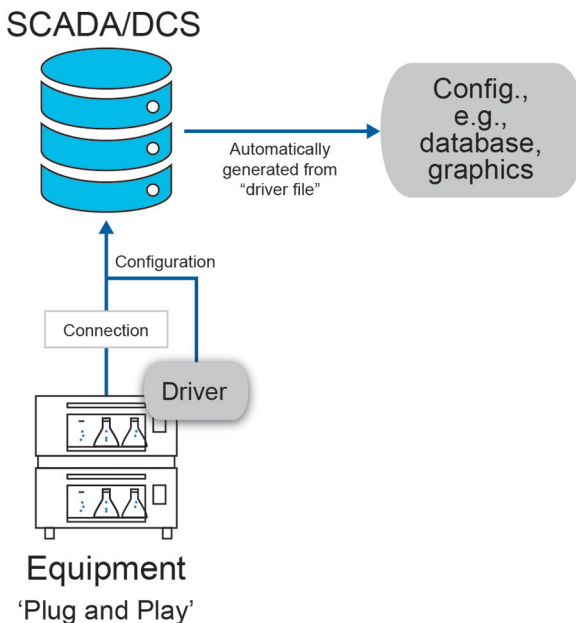 SCADA/DCS
Config.,
e.g.,
database,
graphics
Automatically
generated from
“driver file”
Configuration
Connection
Driver
Equipment
‘Plug and Play’